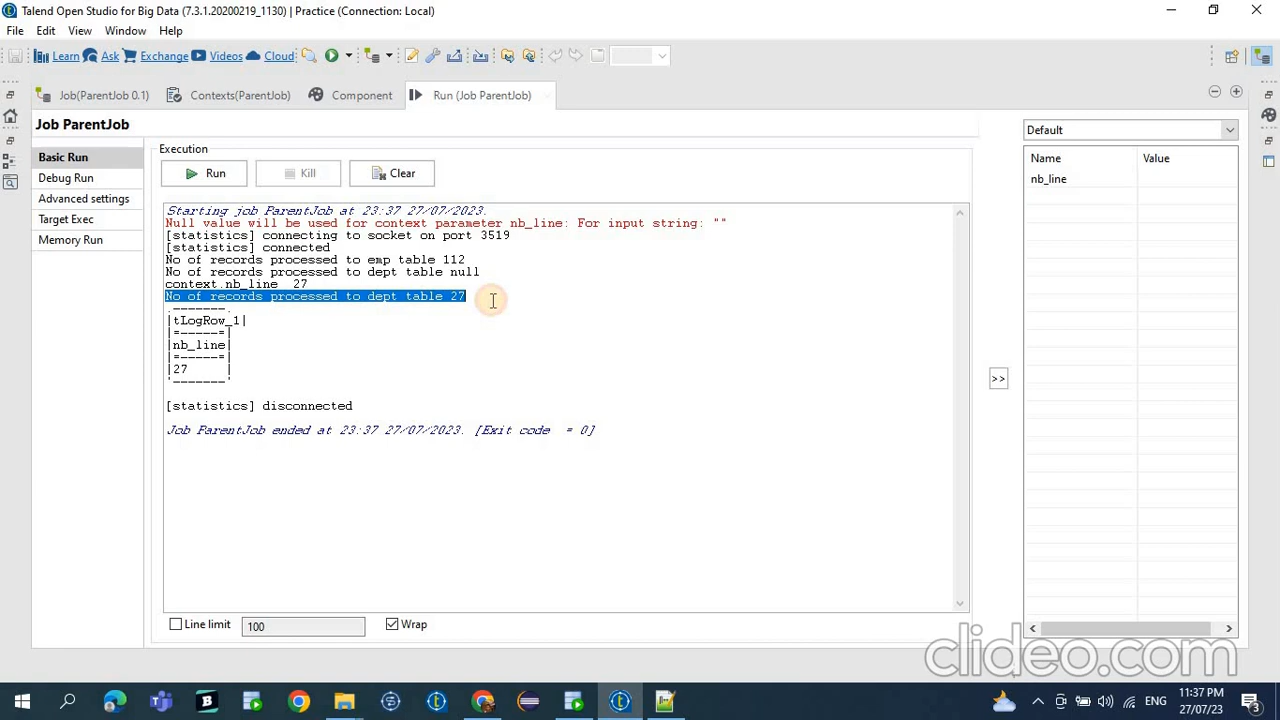 Talend Open Studio for Big Data (7.3.1.20200219_1130) | Practice (Connection: Local)
File Edit View Window Help
Learn Ask Exchange Videos Cloud
Job(ParentJob 0.1) Contexts(ParentJob) Component Run (Job ParentJob)
Job ParentJob
Default
Basic Run
Debug Run
Advanced settings
Target Exec
Memory Run
Execution
Run Kill Clear
Name Value
nb_line
Starting job ParentJob at 23:37 27/07/2023.
Null value will be used for context parameter nb_line: For input string: ""
[statistics] connecting to socket on port 3519
[statistics] connected
No of records processed to emp table 112
No of records processed to dept table null
context.nb_line  27
No of records processed to dept table 27
.-------.
|tLogRow_1|
|=-----=|
|nb_line|
|=-----=|
|27     |
'-------'
[statistics] disconnected
Job ParentJob ended at 23:37 27/07/2023. [Exit code  = 0]
>>
Line limit 100 Wrap
clideo.com
ENG
11:37 PM
27/07/23
3